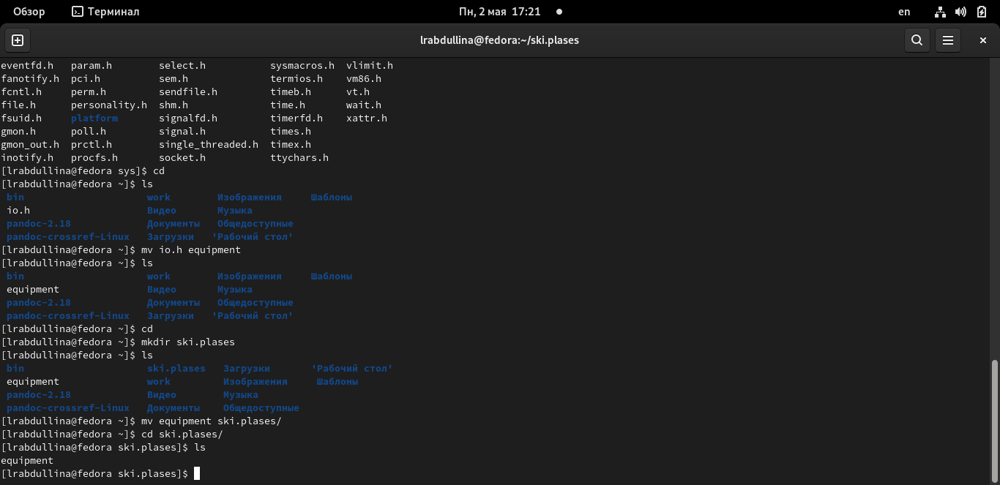 Обзор Терминал Пн, 2 мая 17:21 en
lrabdullina@fedora:~/ski.plases
eventfd.h param.h select.h sysmacros.h vlimit.h
fanotify.h pci.h sem.h termios.h vm86.h
fcntl.h perm.h sendfile.h timeb.h vt.h
file.h personality.h shm.h time.h wait.h
fsuid.h platform signalfd.h timerfd.h xattr.h
gmon.h poll.h signal.h times.h
gmon_out.h prctl.h single_threaded.h timex.h
inotify.h procfs.h socket.h ttychars.h
[lrabdullina@fedora sys]$ cd
[lrabdullina@fedora ~]$ ls
bin work Изображения Шаблоны
io.h Видео Музыка
pandoc-2.18 Документы Общедоступные
pandoc-crossref-Linux Загрузки 'Рабочий стол'
[lrabdullina@fedora ~]$ mv io.h equipment
[lrabdullina@fedora ~]$ ls
bin work Изображения Шаблоны
equipment Видео Музыка
pandoc-2.18 Документы Общедоступные
pandoc-crossref-Linux Загрузки 'Рабочий стол'
[lrabdullina@fedora ~]$ cd
[lrabdullina@fedora ~]$ mkdir ski.plases
[lrabdullina@fedora ~]$ ls
bin ski.plases Загрузки 'Рабочий стол'
equipment work Изображения Шаблоны
pandoc-2.18 Видео Музыка
pandoc-crossref-Linux Документы Общедоступные
[lrabdullina@fedora ~]$ mv equipment ski.plases/
[lrabdullina@fedora ~]$ cd ski.plases/
[lrabdullina@fedora ski.plases]$ ls
equipment
[lrabdullina@fedora ski.plases]$